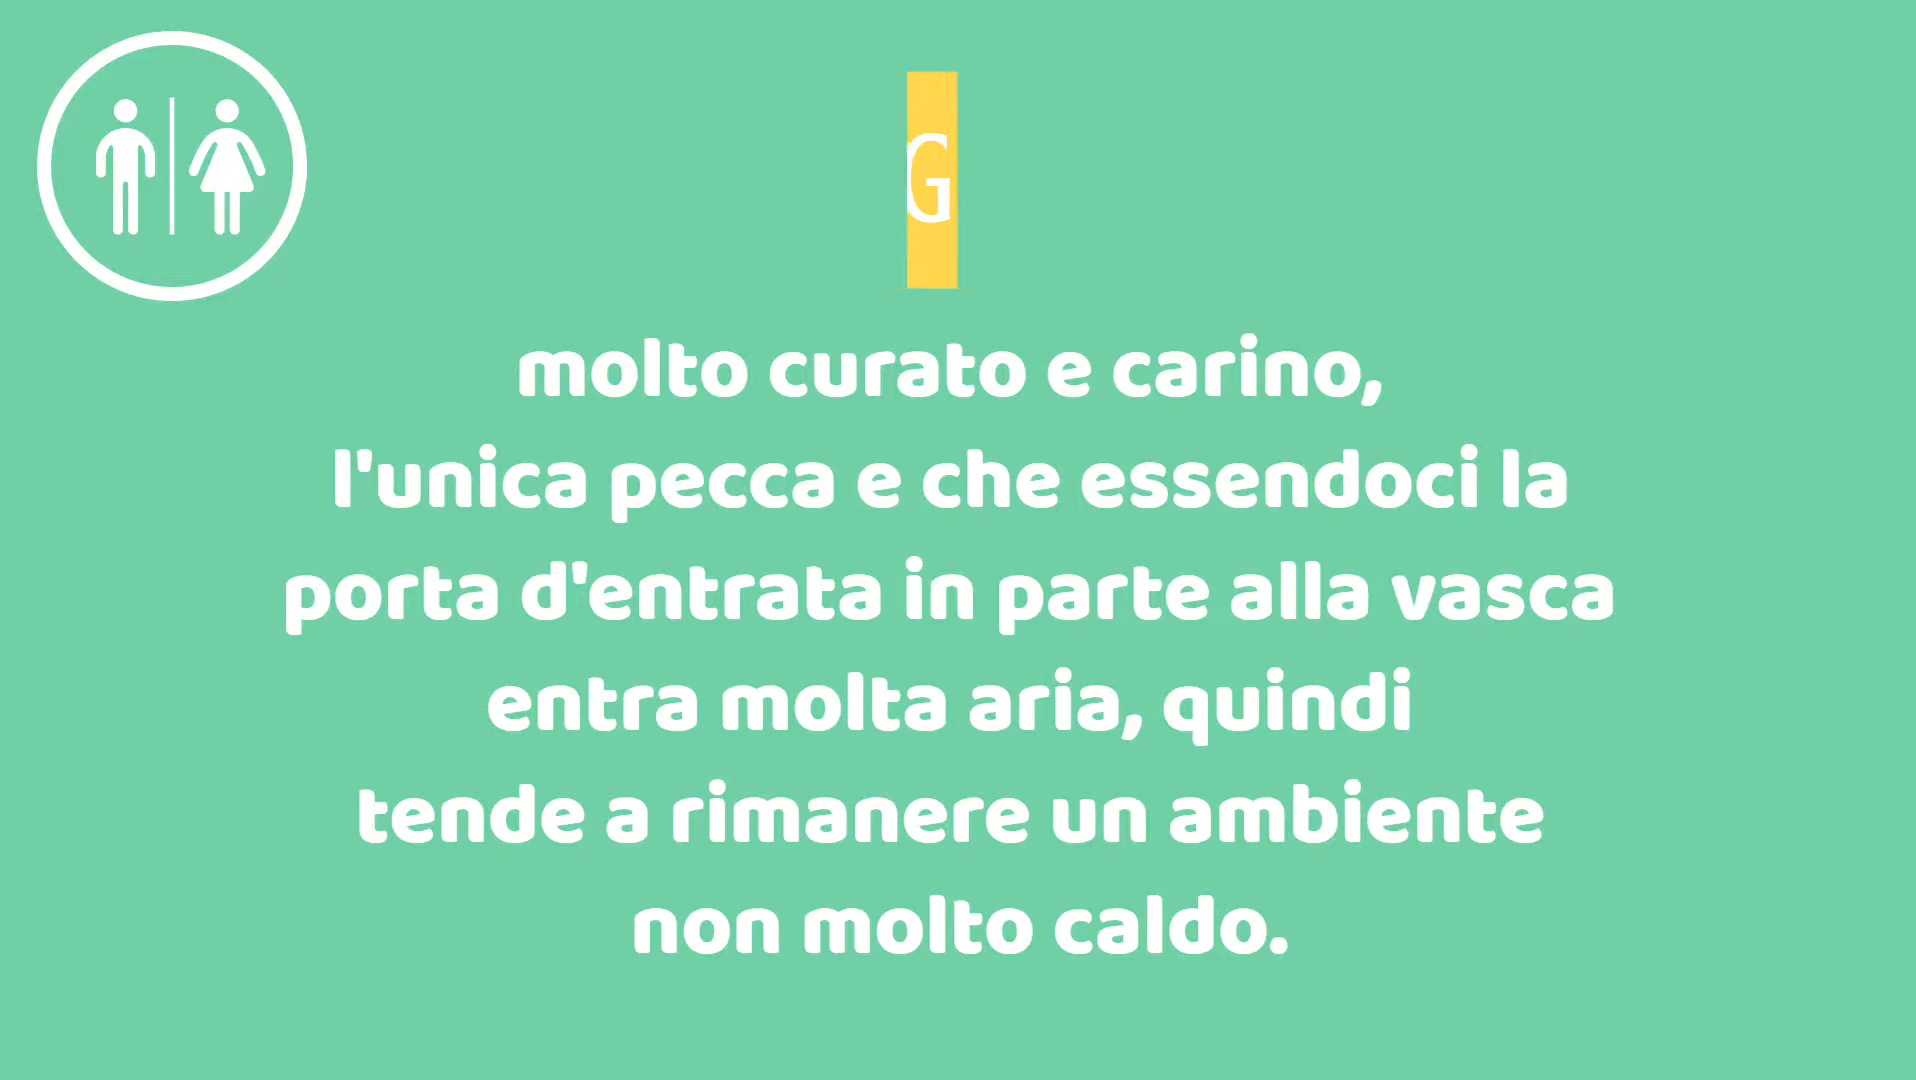 G
molto curato e carino,
l'unica pecca e che essendoci la
porta d'entrata in parte alla vasca
entra molta aria, quindi
tende a rimanere un ambiente
non molto caldo.